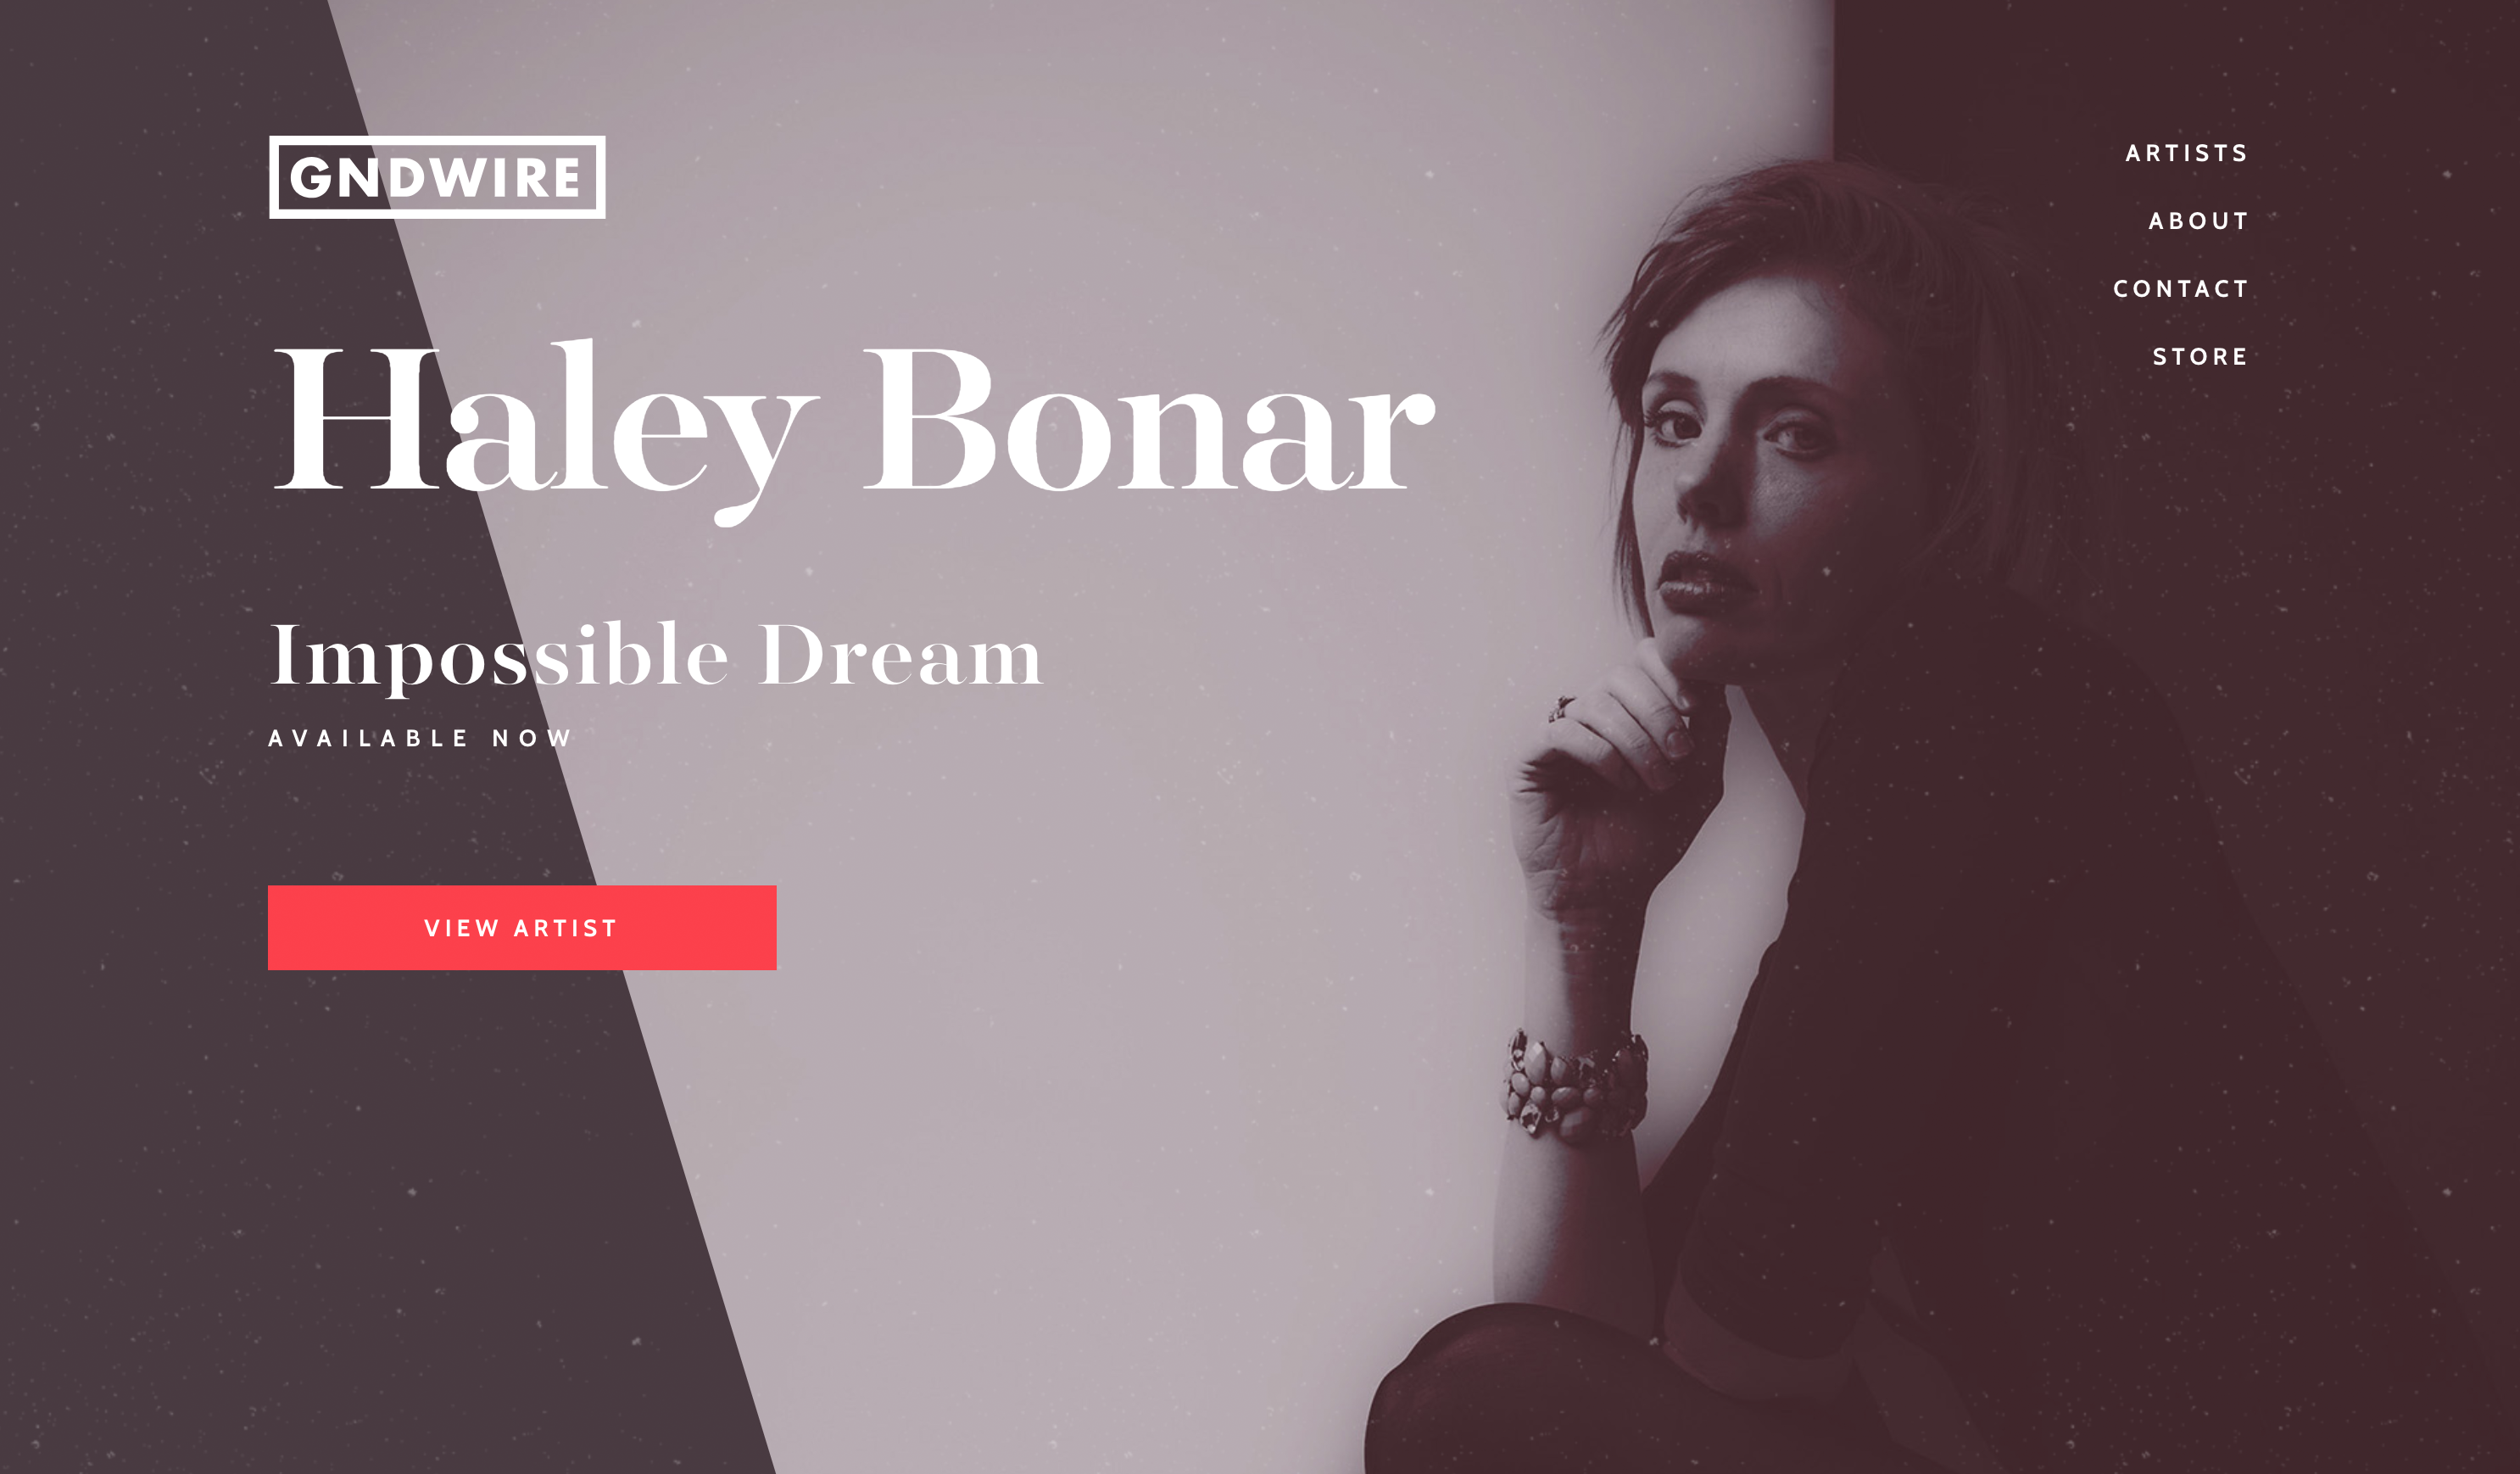 GNDWIRE
ARTISTS
ABOUT
CONTACT
STORE
Haley Bonar
Impossible Dream
AVAILABLE NOW
VIEW ARTIST